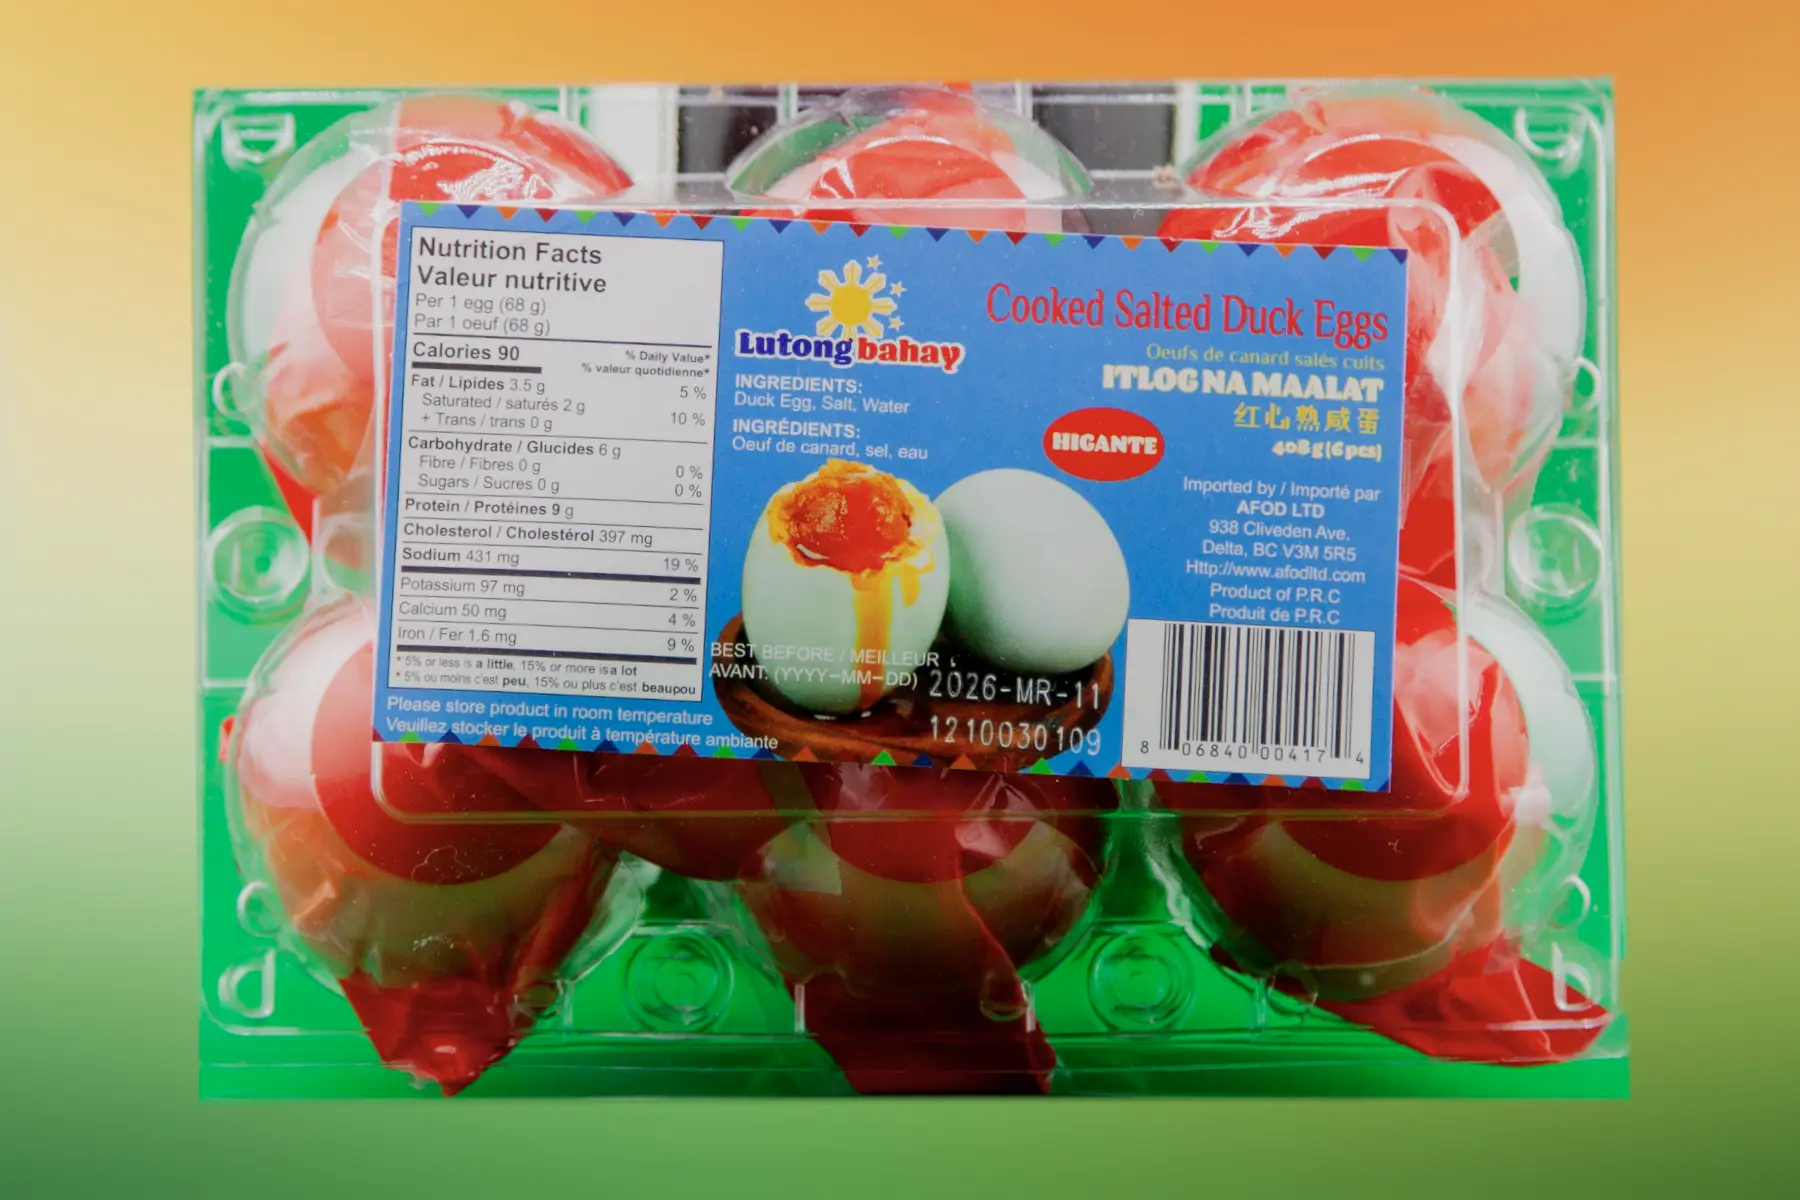 Nutrition Facts
Valeur nutritive
Per 1 egg (68 g)
Par 1 oeuf (68 g)
Calories 90
% Daily Value*
% valeur quotidienne*
Fat / Lipides 3.5 g 5 %
Saturated / saturés 2 g
+ Trans / trans 0 g 10 %
Carbohydrate / Glucides 6 g
Fibre / Fibres 0 g 0 %
Sugars / Sucres 0 g 0 %
Protein / Protéines 9 g
Cholesterol / Cholestérol 397 mg
Sodium 431 mg 19 %
Potassium 97 mg 2 %
Calcium 50 mg 4 %
Iron / Fer 1.6 mg 9 %
* 5% or less is a little, 15% or more is a lot
* 5% ou moins c'est peu, 15% ou plus c'est beaupou
Please store product in room temperature
Veuillez stocker le produit à température ambiante
Lutong bahay
INGREDIENTS:
Duck Egg, Salt, Water
INGRÉDIENTS:
Oeuf de canard, sel, eau
BEST BEFORE / MEILLEUR
AVANT: (YYYY-MM-DD)
2026-MR-11
1210030109
Cooked Salted Duck Eggs
Oeufs de canard salés cuits
ITLOG NA MAALAT
红心熟咸蛋
408 g (6 pcs)
HIGANTE
Imported by / Importé par
AFOD LTD
938 Cliveden Ave.
Delta, BC V3M 5R5
Http://www.afodltd.com
Product of P.R.C
Produit de P.R.C
8 06840 00417 4